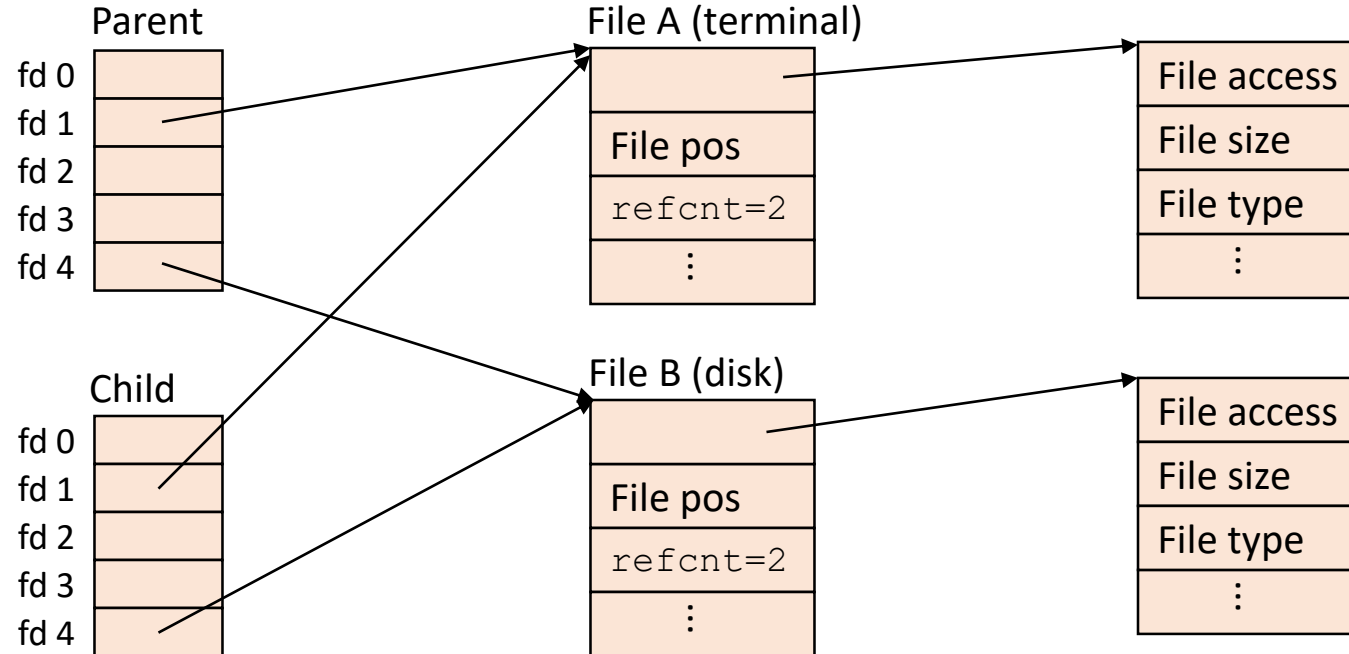 Parent
fd 0
fd 1
fd 2
fd 3
fd 4
File A (terminal)
File pos
refcnt=2
⋮
File access
File size
File type
⋮
Child
fd 0
fd 1
fd 2
fd 3
fd 4
File B (disk)
File pos
refcnt=2
⋮
File access
File size
File type
⋮